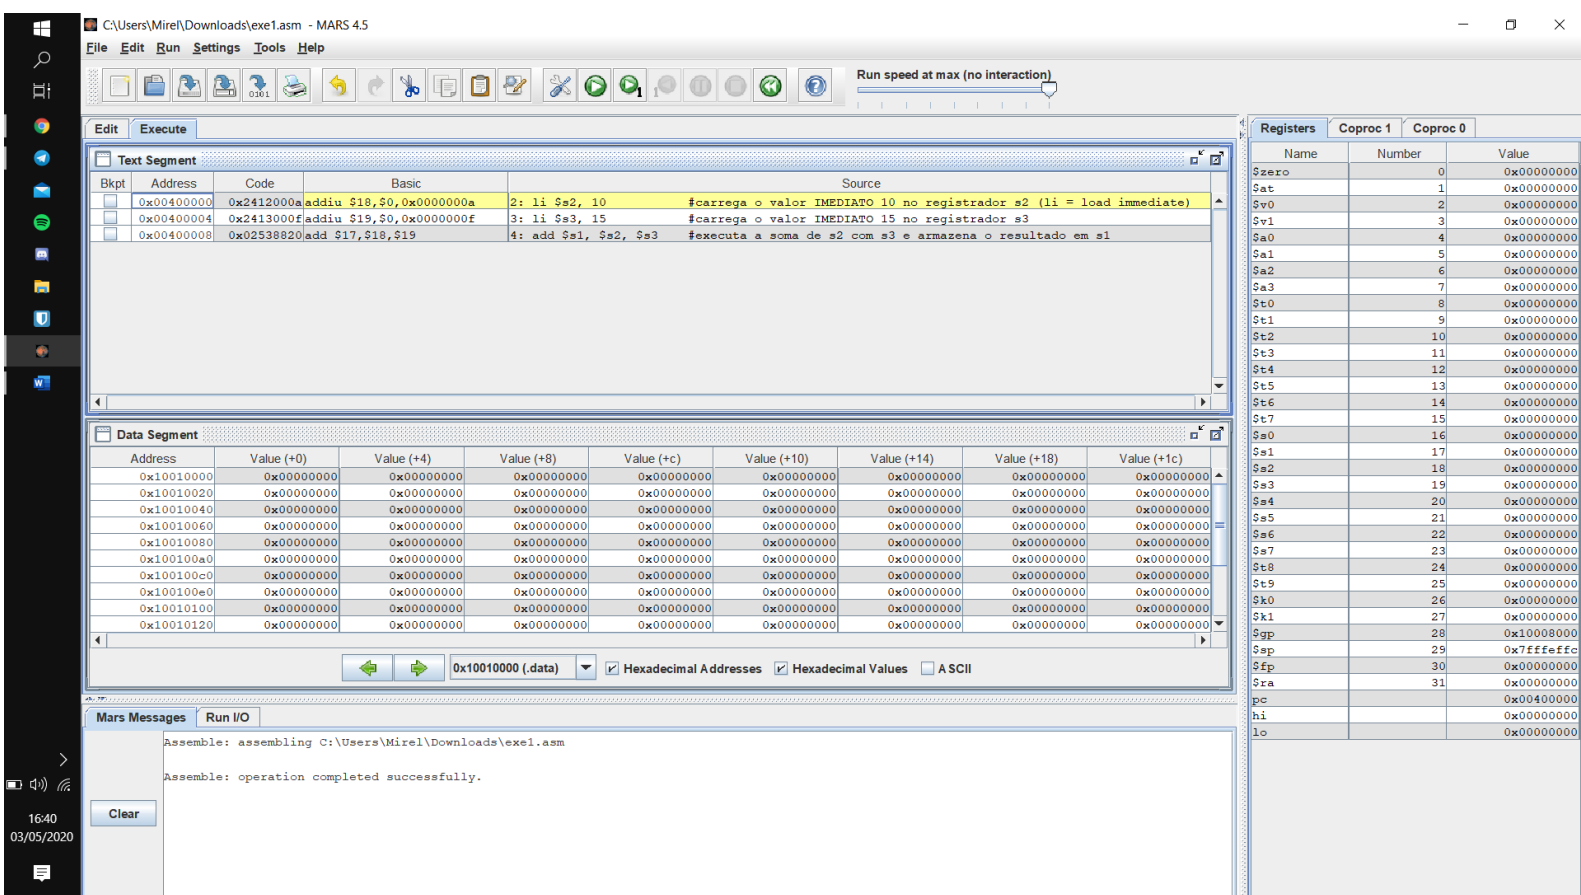 C:\Users\Mirel\Downloads\exe1.asm - MARS 4.5
File Edit Run Settings Tools Help
Run speed at max (no interaction)
Edit Execute
Text Segment
Bkpt Address Code Basic Source
0x00400000 0x2412000a addiu $18,$0,0x0000000a 2: li $s2, 10 #carrega o valor IMEDIATO 10 no registrador s2 (li = load immediate)
0x00400004 0x2413000f addiu $19,$0,0x0000000f 3: li $s3, 15 #carrega o valor IMEDIATO 15 no registrador s3
0x00400008 0x02538820 add $17,$18,$19 4: add $s1, $s2, $s3 #executa a soma de s2 com s3 e armazena o resultado em s1
Data Segment
Address Value (+0) Value (+4) Value (+8) Value (+c) Value (+10) Value (+14) Value (+18) Value (+1c)
0x10010000 0x00000000 0x00000000 0x00000000 0x00000000 0x00000000 0x00000000 0x00000000 0x00000000
0x10010020 0x00000000 0x00000000 0x00000000 0x00000000 0x00000000 0x00000000 0x00000000 0x00000000
0x10010040 0x00000000 0x00000000 0x00000000 0x00000000 0x00000000 0x00000000 0x00000000 0x00000000
0x10010060 0x00000000 0x00000000 0x00000000 0x00000000 0x00000000 0x00000000 0x00000000 0x00000000
0x10010080 0x00000000 0x00000000 0x00000000 0x00000000 0x00000000 0x00000000 0x00000000 0x00000000
0x100100a0 0x00000000 0x00000000 0x00000000 0x00000000 0x00000000 0x00000000 0x00000000 0x00000000
0x100100c0 0x00000000 0x00000000 0x00000000 0x00000000 0x00000000 0x00000000 0x00000000 0x00000000
0x100100e0 0x00000000 0x00000000 0x00000000 0x00000000 0x00000000 0x00000000 0x00000000 0x00000000
0x10010100 0x00000000 0x00000000 0x00000000 0x00000000 0x00000000 0x00000000 0x00000000 0x00000000
0x10010120 0x00000000 0x00000000 0x00000000 0x00000000 0x00000000 0x00000000 0x00000000 0x00000000
0x10010000 (.data) Hexadecimal Addresses Hexadecimal Values ASCII
Mars Messages Run I/O
Assemble: assembling C:\Users\Mirel\Downloads\exe1.asm
Assemble: operation completed successfully.
Clear
Registers Coproc 1 Coproc 0
Name Number Value
$zero 0 0x00000000
$at 1 0x00000000
$v0 2 0x00000000
$v1 3 0x00000000
$a0 4 0x00000000
$a1 5 0x00000000
$a2 6 0x00000000
$a3 7 0x00000000
$t0 8 0x00000000
$t1 9 0x00000000
$t2 10 0x00000000
$t3 11 0x00000000
$t4 12 0x00000000
$t5 13 0x00000000
$t6 14 0x00000000
$t7 15 0x00000000
$s0 16 0x00000000
$s1 17 0x00000000
$s2 18 0x00000000
$s3 19 0x00000000
$s4 20 0x00000000
$s5 21 0x00000000
$s6 22 0x00000000
$s7 23 0x00000000
$t8 24 0x00000000
$t9 25 0x00000000
$k0 26 0x00000000
$k1 27 0x00000000
$gp 28 0x10008000
$sp 29 0x7fffeffc
$fp 30 0x00000000
$ra 31 0x00000000
pc 0x00400000
hi 0x00000000
lo 0x00000000
16:40
03/05/2020